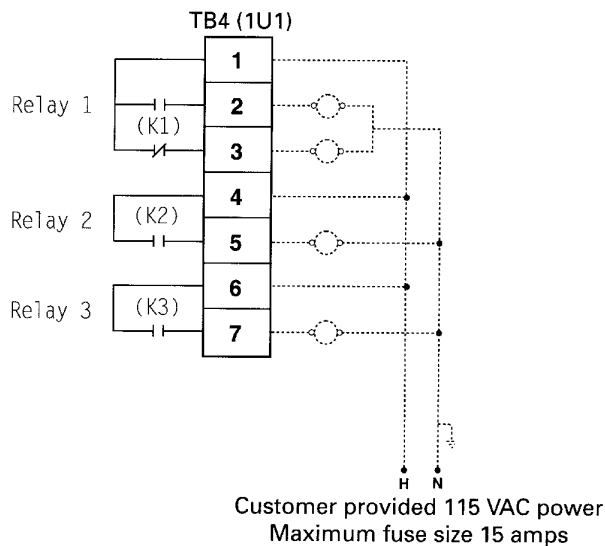 TB4 (1U1)
1
Relay 1
2
(K1)
3
4
Relay 2
(K2)
5
6
Relay 3
(K3)
7
H N
Customer provided 115 VAC power
Maximum fuse size 15 amps